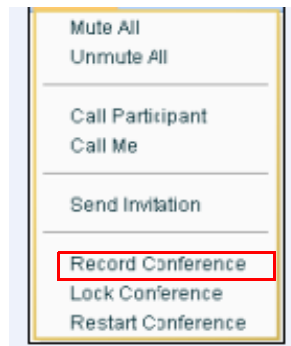 Mute All
Unmute All
Call Participant
Call Me
Send Invitation
Record Conference
Lock Conference
Restart Conference